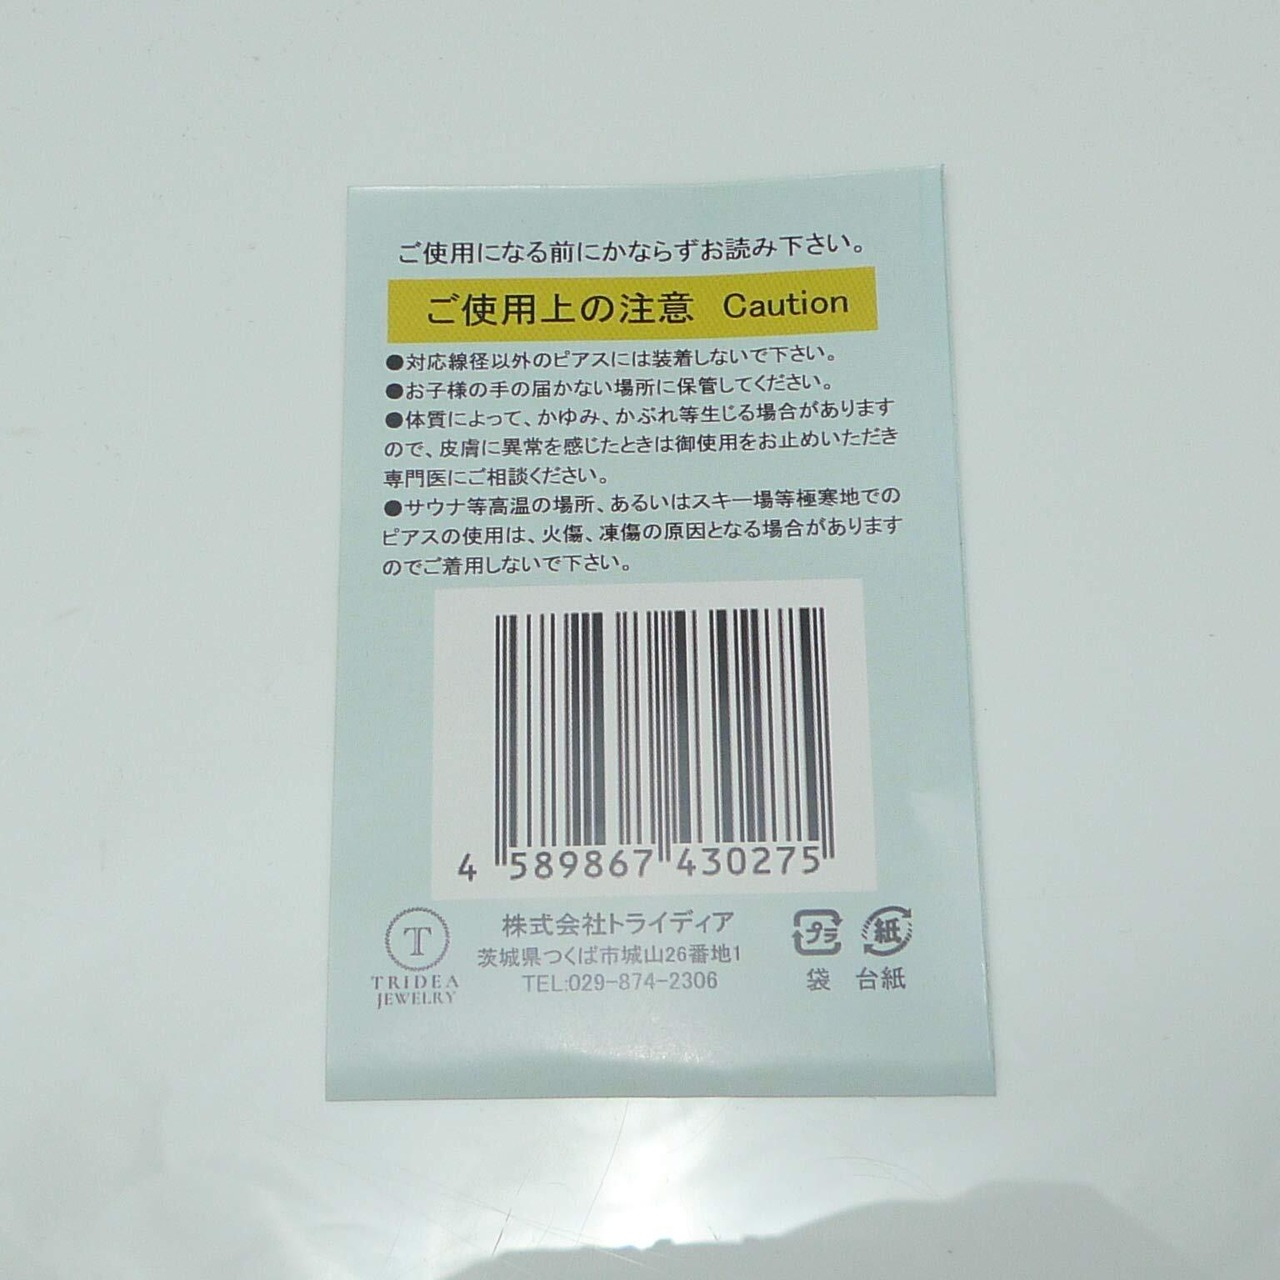 ご使用になる前にかならずお読み下さい。
ご使用上の注意 Caution
●対応線径以外のピアスには装着しないで下さい。
●お子様の手の届かない場所に保管してください。
●体質によって、かゆみ、かぶれ等生じる場合があります
ので、皮膚に異常を感じたときは御使用をお止めいただき
専門医にご相談ください。
●サウナ等高温の場所、あるいはスキー場等極寒地での
ピアスの使用は、火傷、凍傷の原因となる場合があります
のでご着用しないで下さい。
4 589867 430275
T
TRIDEA
JEWELRY
株式会社トライディア
茨城県つくば市城山26番地1
TEL:029-874-2306
プラ 紙
袋 台紙